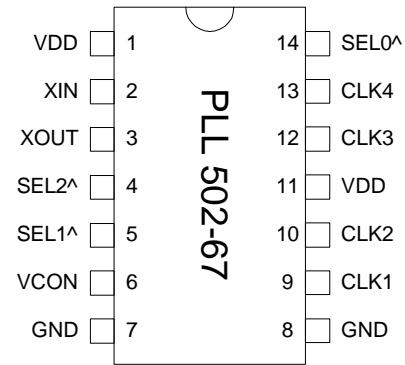 VDD 1 14 SEL0^
XIN 2 13 CLK4
XOUT 3 12 CLK3
SEL2^ 4 11 VDD
SEL1^ 5 10 CLK2
VCON 6 9 CLK1
GND 7 8 GND
PLL 502-67